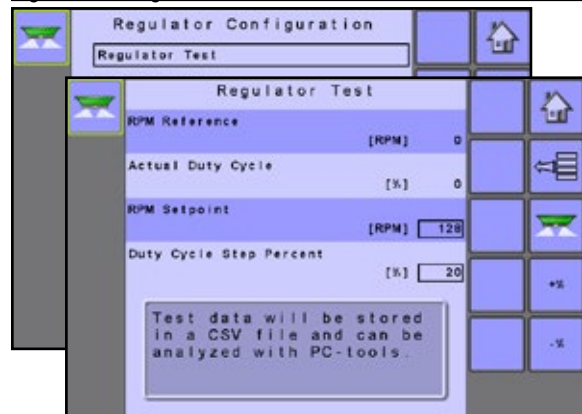 Regulator Configuration
Regulator Test
Regulator Test
RPM Reference
[RPM] 0
Actual Duty Cycle
[%] 0
RPM Setpoint
[RPM] 128
Duty Cycle Step Percent
[%] 20
+%
-%
Test data will be stored
in a CSV file and can be
analyzed with PC-tools.